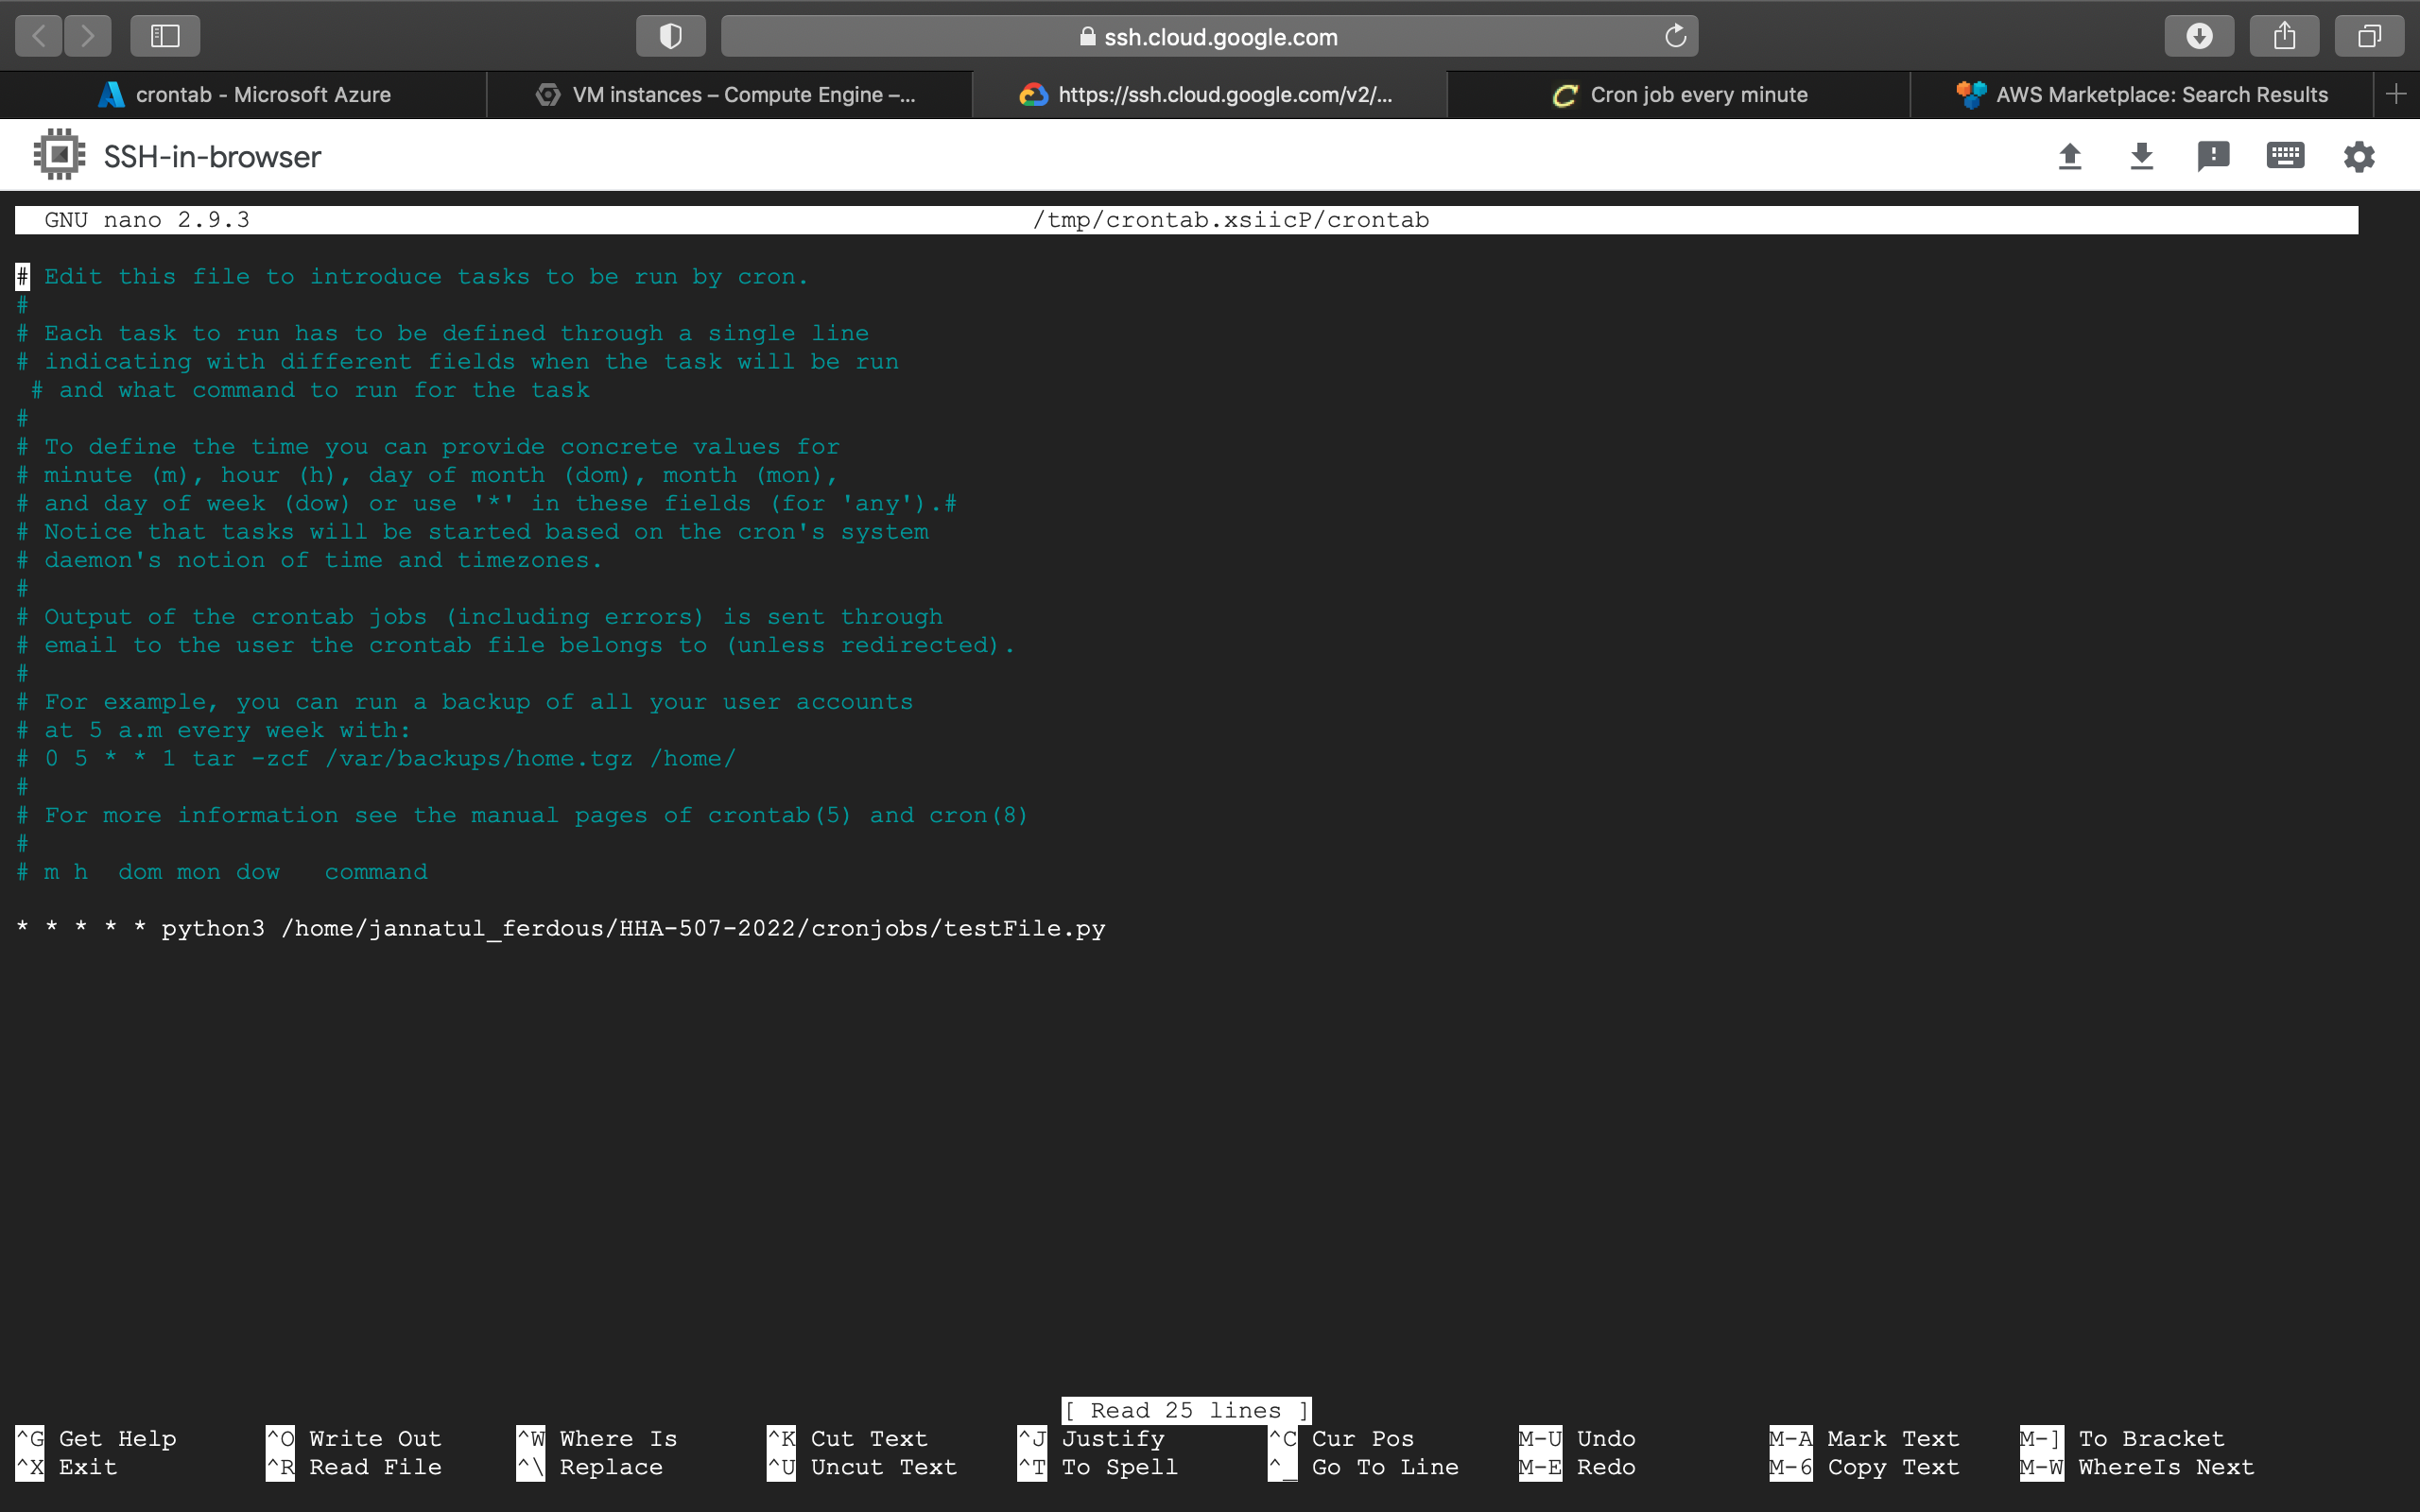 ssh.cloud.google.com
crontab - Microsoft Azure
VM instances – Compute Engine –...
https://ssh.cloud.google.com/v2/...
Cron job every minute
AWS Marketplace: Search Results
SSH-in-browser
GNU nano 2.9.3 /tmp/crontab.xsiicP/crontab
# Edit this file to introduce tasks to be run by cron.
#
# Each task to run has to be defined through a single line
# indicating with different fields when the task will be run
 # and what command to run for the task
#
# To define the time you can provide concrete values for
# minute (m), hour (h), day of month (dom), month (mon),
# and day of week (dow) or use '*' in these fields (for 'any').#
# Notice that tasks will be started based on the cron's system
# daemon's notion of time and timezones.
#
# Output of the crontab jobs (including errors) is sent through
# email to the user the crontab file belongs to (unless redirected).
#
# For example, you can run a backup of all your user accounts
# at 5 a.m every week with:
# 0 5 * * 1 tar -zcf /var/backups/home.tgz /home/
#
# For more information see the manual pages of crontab(5) and cron(8)
#
# m h  dom mon dow   command
* * * * * python3 /home/jannatul_ferdous/HHA-507-2022/cronjobs/testFile.py
[ Read 25 lines ]
^G Get Help ^O Write Out ^W Where Is ^K Cut Text ^J Justify ^C Cur Pos M-U Undo M-A Mark Text M-] To Bracket
^X Exit ^R Read File ^\ Replace ^U Uncut Text ^T To Spell ^_ Go To Line M-E Redo M-6 Copy Text M-W WhereIs Next